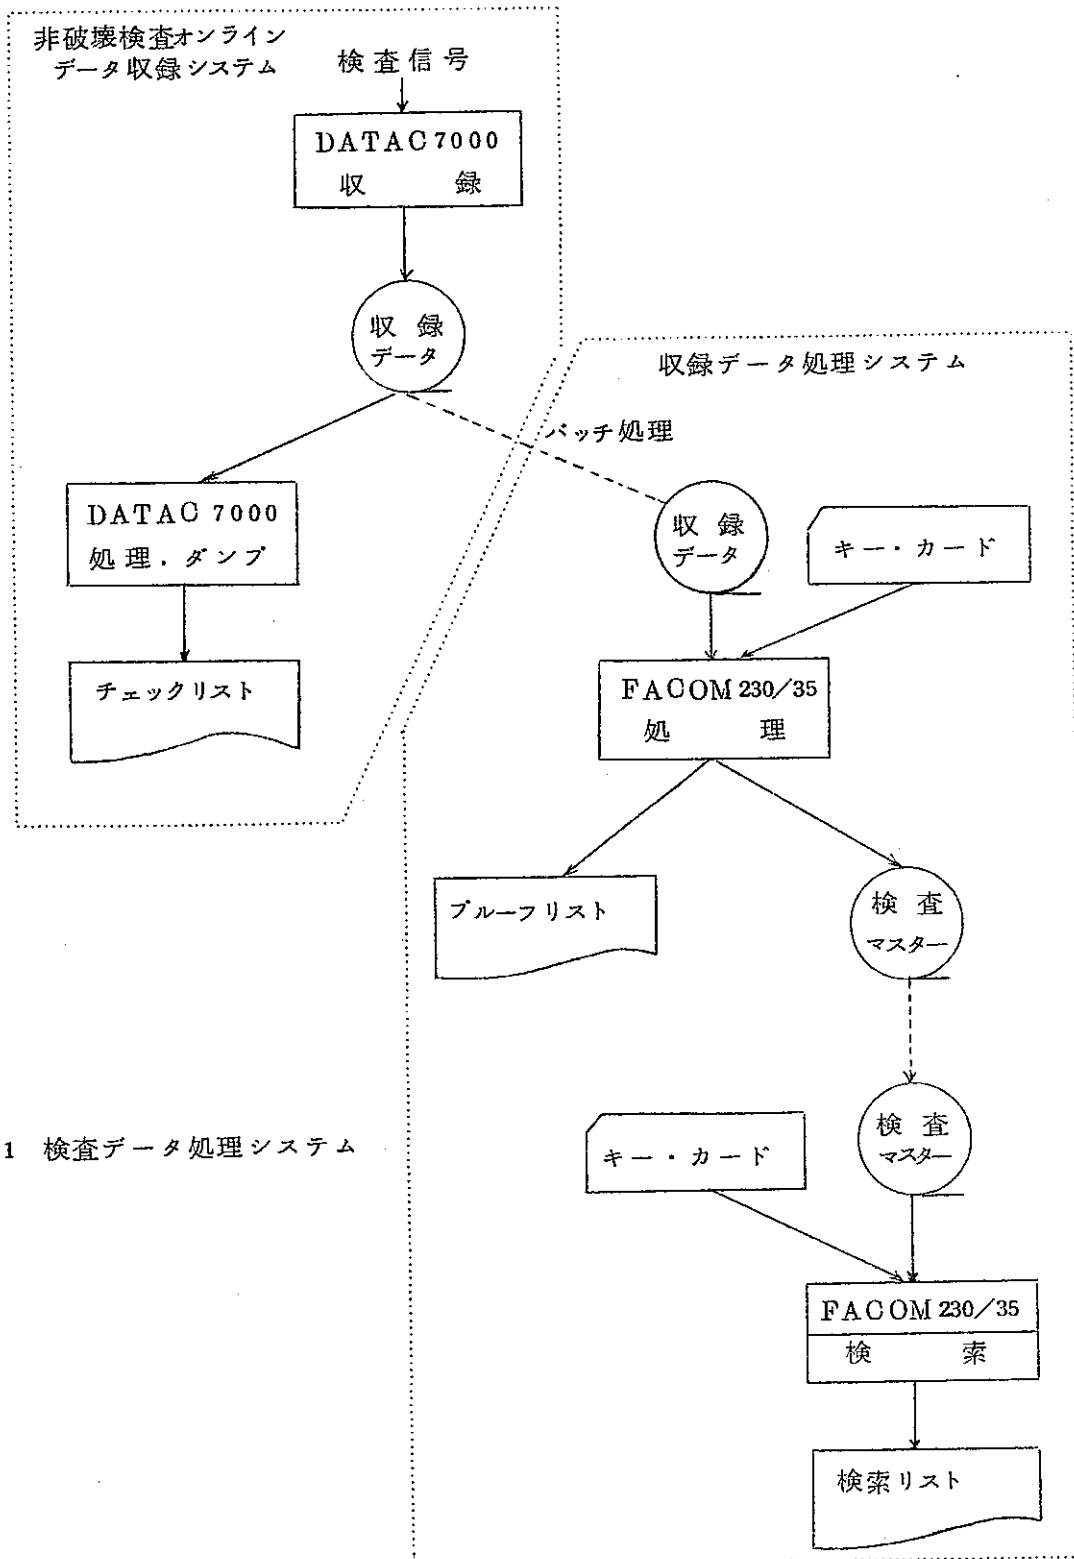 非破壊検査オンライン
データ収録システム
検査信号
DATAC 7000
収録
収録
データ
収録データ処理システム
バッチ処理
DATAC 7000
処理．ダンプ
収録
データ
キー・カード
チェックリスト
FACOM 230/35
処理
プルーフリスト
検査
マスター
1 検査データ処理システム
キー・カード
検査
マスター
FACOM 230/35
検索
検索リスト